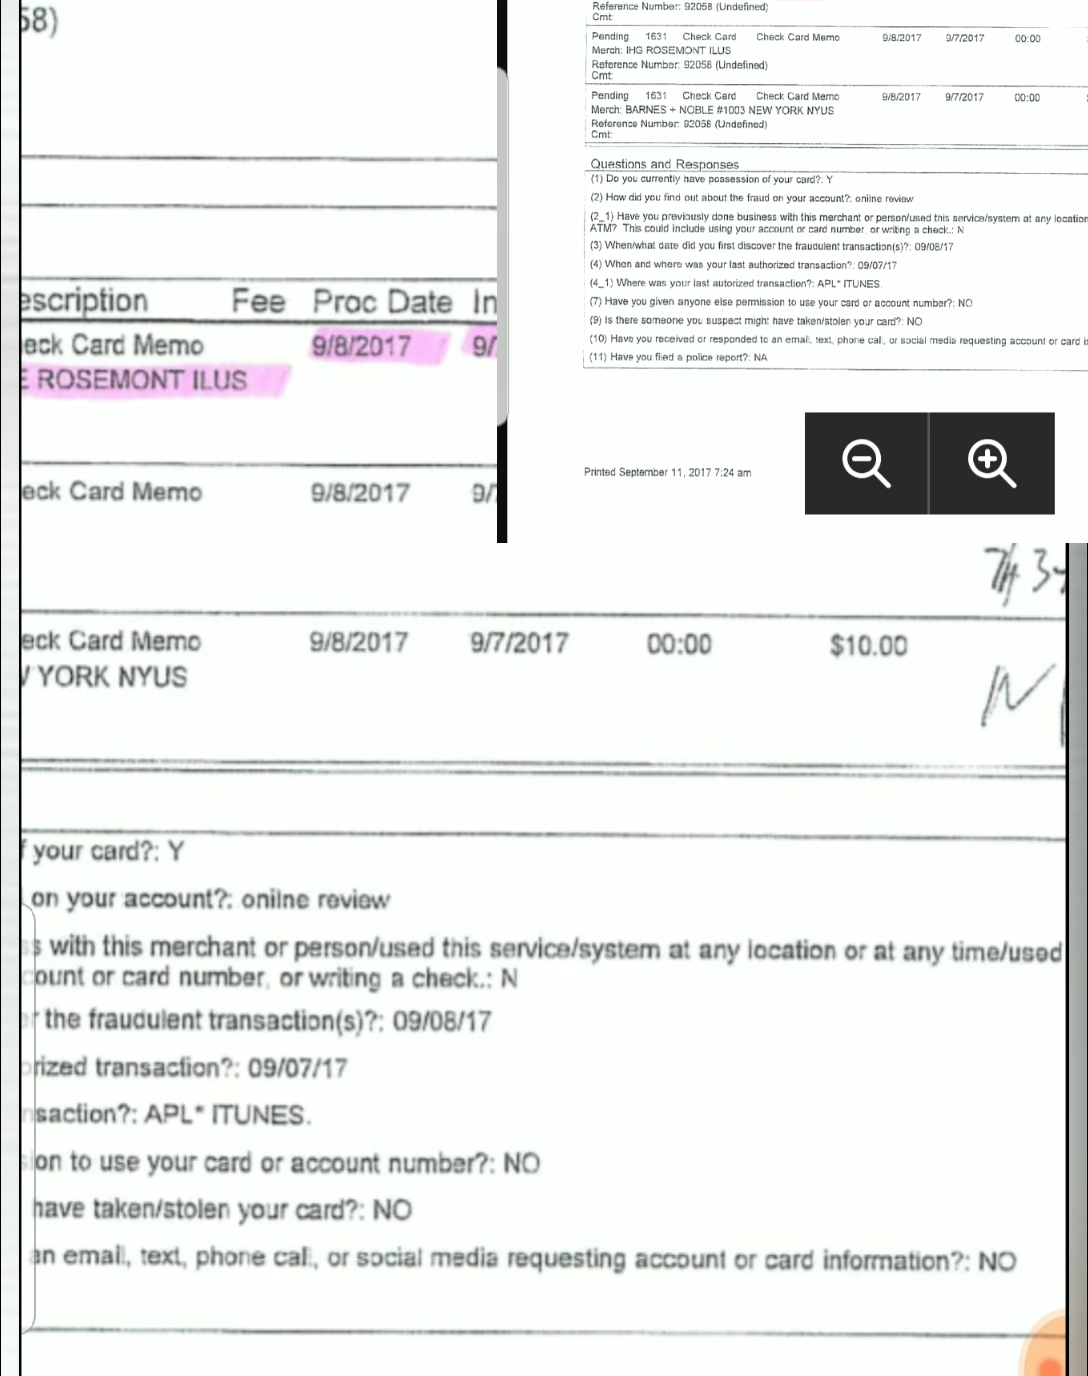 58)
escription Fee Proc Date In
eck Card Memo 9/8/2017 9/
E ROSEMONT ILUS
eck Card Memo 9/8/2017 9/7
Reference Number: 92058 (Undefined)
Cmt:
Pending 1631 Check Card Check Card Memo 9/8/2017 9/7/2017 00:00
Merch: IHG ROSEMONT ILUS
Reference Number: 92058 (Undefined)
Cmt:
Pending 1631 Check Card Check Card Memo 9/8/2017 9/7/2017 00:00
Merch: BARNES + NOBLE #1003 NEW YORK NYUS
Reference Number: 92058 (Undefined)
Cmt:
Questions and Responses
(1) Do you currently have possession of your card?: Y
(2) How did you find out about the fraud on your account?: onilne review
(2_1) Have you previously done business with this merchant or person/used this service/system at any location
ATM? This could include using your account or card number, or writing a check.: N
(3) When/what date did you first discover the fraudulent transaction(s)?: 09/08/17
(4) When and where was your last authorized transaction?: 09/07/17
(4_1) Where was your last autorized transaction?: APL* ITUNES.
(7) Have you given anyone else permission to use your card or account number?: NO
(9) Is there someone you suspect might have taken/stolen your card?: NO
(10) Have you received or responded to an email, text, phone call, or social media requesting account or card i
(11) Have you filed a police report?: NA
Printed September 11, 2017 7:24 am
eck Card Memo 9/8/2017 9/7/2017 00:00 $10.00
YORK NYUS
your card?: Y
on your account?: onilne review
s with this merchant or person/used this service/system at any location or at any time/used
ount or card number, or writing a check.: N
r the fraudulent transaction(s)?: 09/08/17
rized transaction?: 09/07/17
nsaction?: APL* ITUNES.
ion to use your card or account number?: NO
have taken/stolen your card?: NO
an email, text, phone call, or social media requesting account or card information?: NO